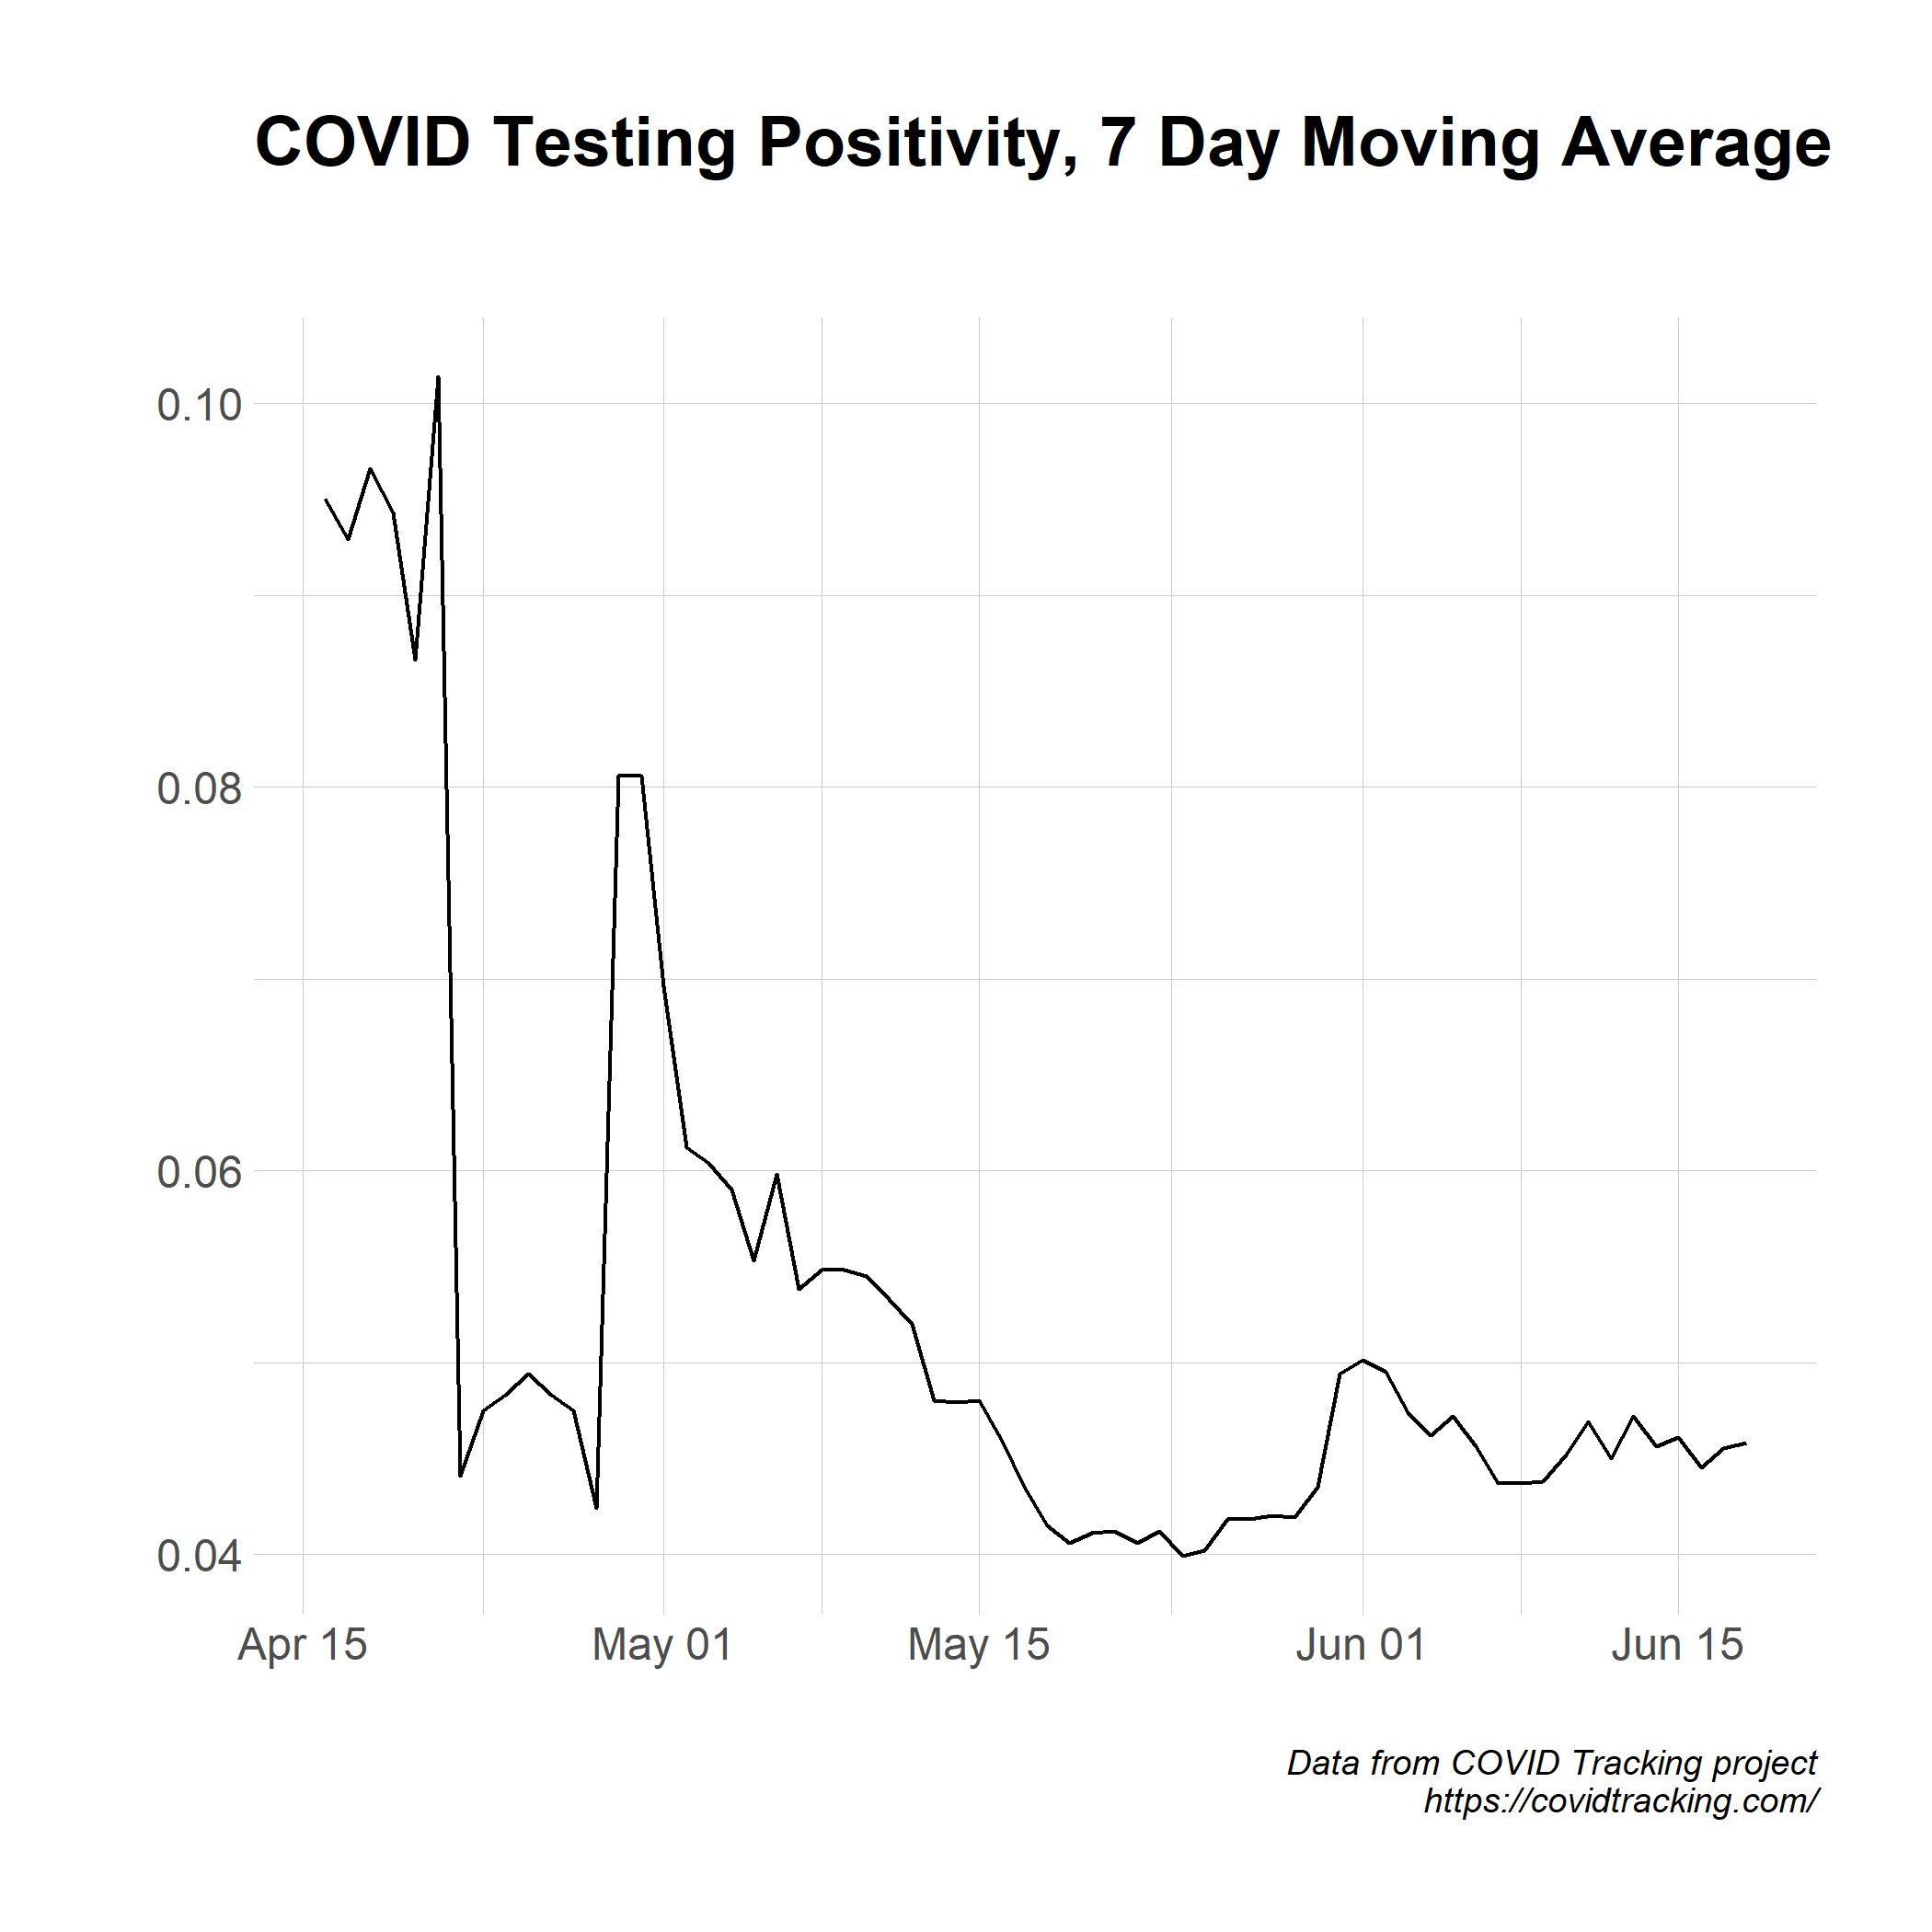 COVID Testing Positivity, 7 Day Moving Average
0.10
0.08
0.06
0.04
Apr 15 May 01 May 15 Jun 01 Jun 15
Data from COVID Tracking project
https://covidtracking.com/